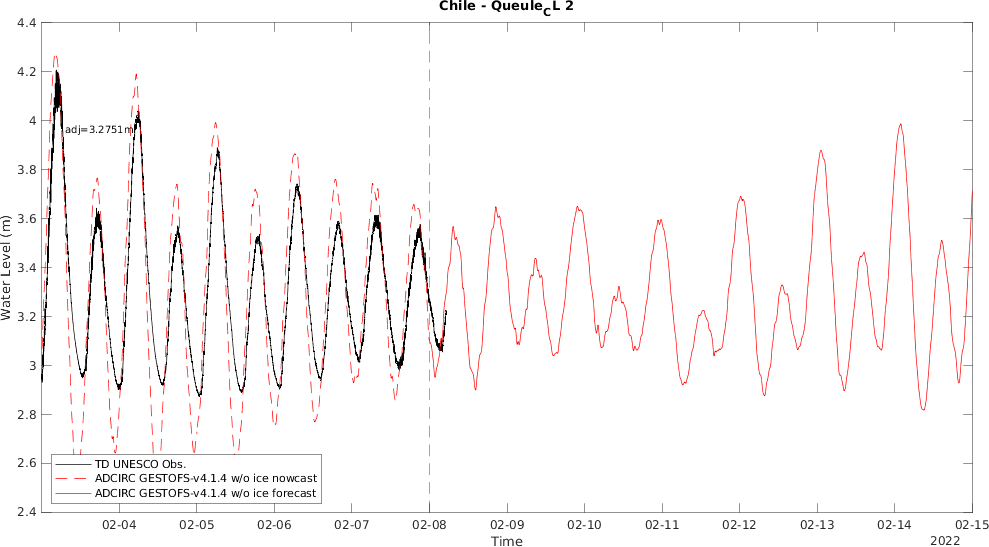 Chile - Queule_CL 2
Water Level (m)
4.4
4.2
4
3.8
3.6
3.4
3.2
3
2.8
2.6
2.4
adj=3.2751m
TD UNESCO Obs.
ADCIRC GESTOFS-v4.1.4 w/o ice nowcast
ADCIRC GESTOFS-v4.1.4 w/o ice forecast
02-04 02-05 02-06 02-07 02-08 02-09 02-10 02-11 02-12 02-13 02-14 02-15
Time
2022